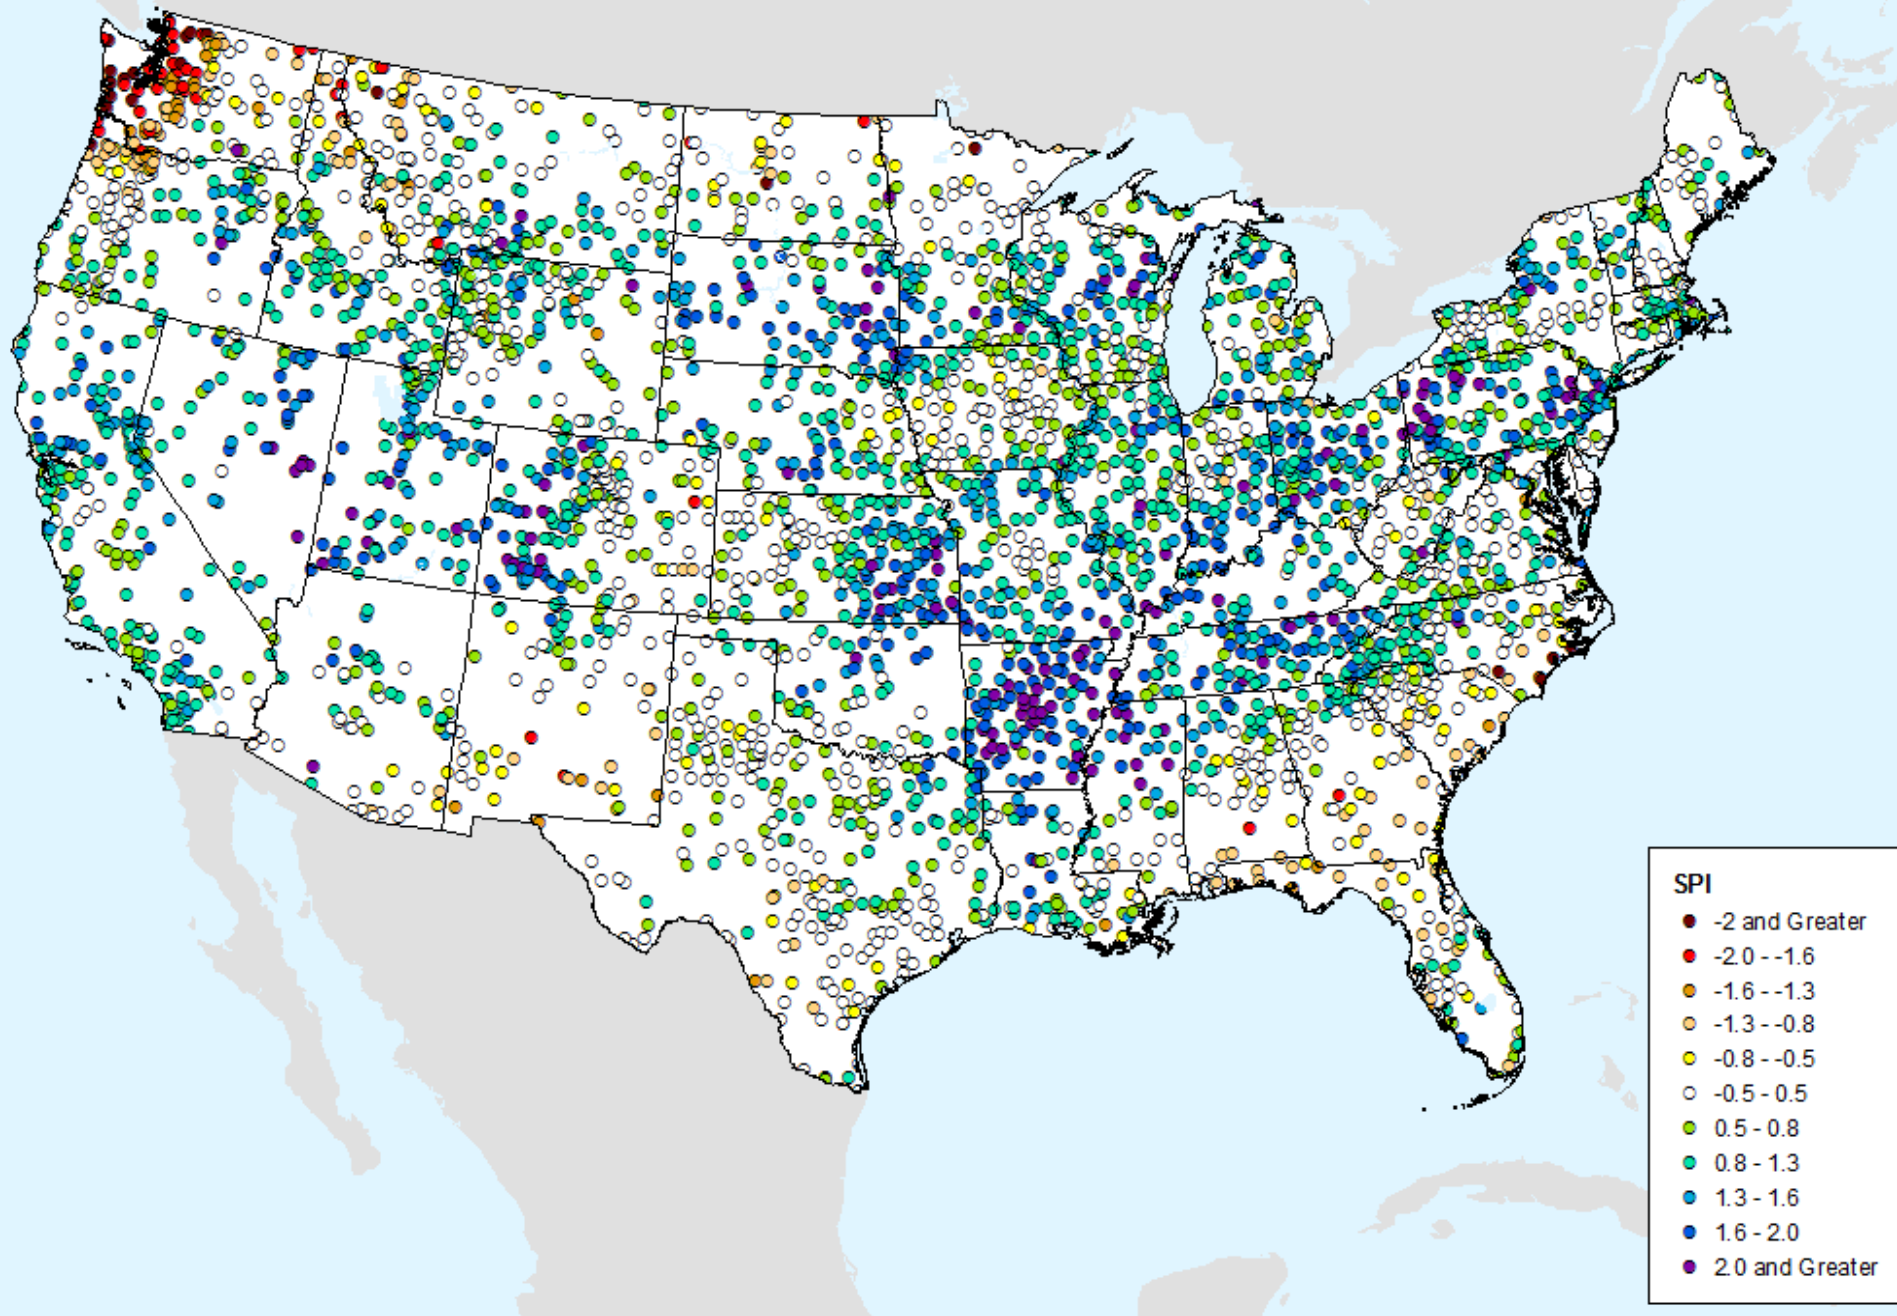 SPI
-2 and Greater
-2.0 - -1.6
-1.6 - -1.3
-1.3 - -0.8
-0.8 - -0.5
-0.5 - 0.5
0.5 - 0.8
0.8 - 1.3
1.3 - 1.6
1.6 - 2.0
2.0 and Greater